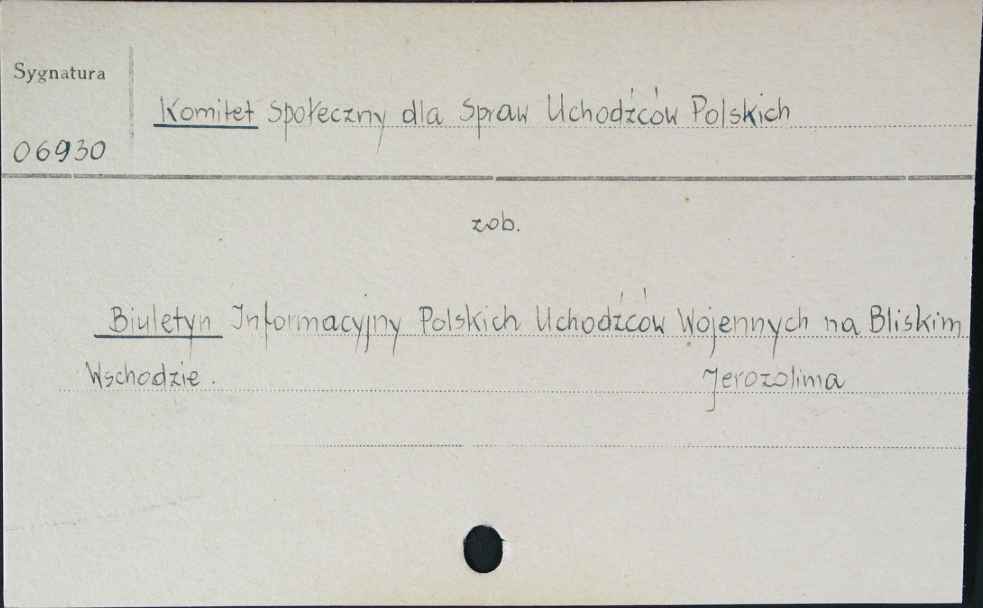 Sygnatura
Komitet Społeczny dla Spraw Uchodźców Polskich
06930
zob.
Biuletyn Informacyjny Polskich Uchodźców Wojennych na Bliskim
Wschodzie. Jerozolima